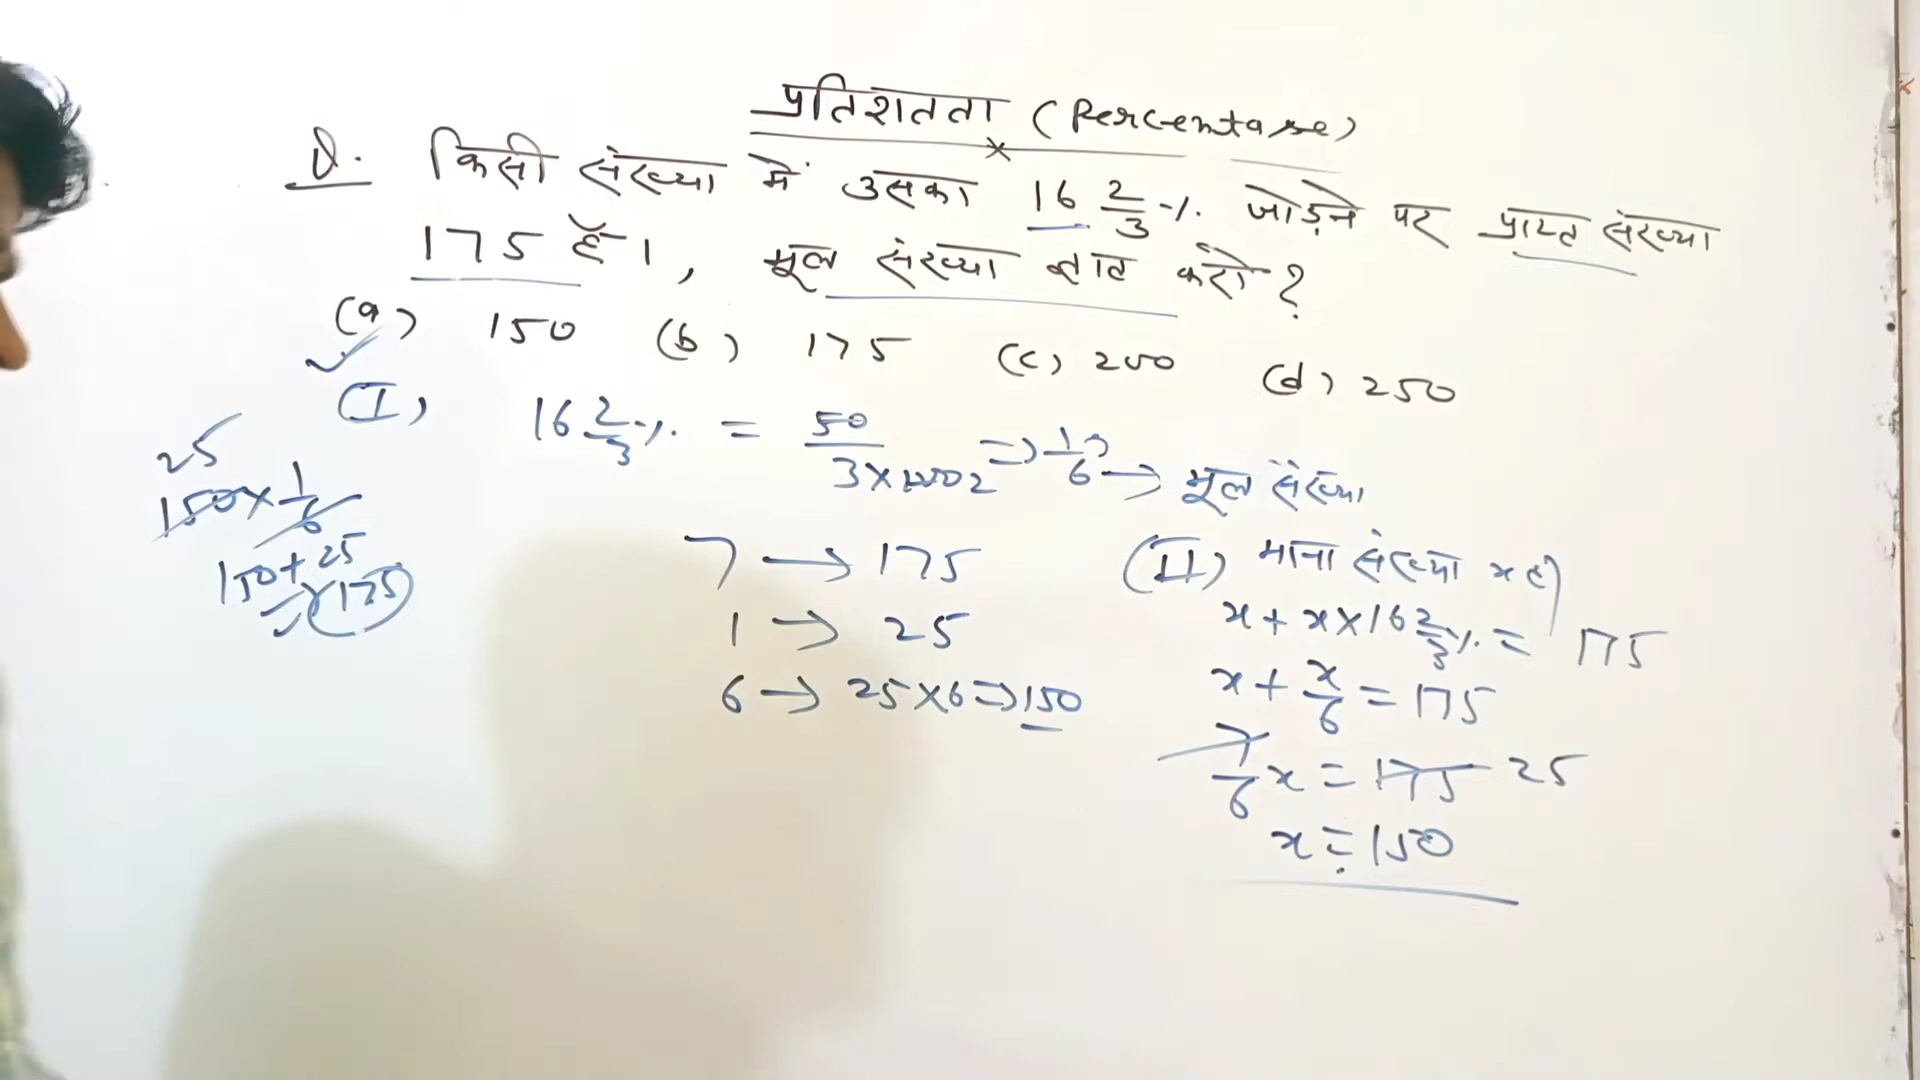 प्रतिशतता (Percentage)
Q. किसी संख्या में उसका 16 2/3 % जोड़ने पर प्राप्त संख्या
175 है।, मूल संख्या ज्ञात करो?
(a) 150 (b) 175 (c) 200 (d) 250
(I) 16 2/3 % = 50/3×100 2 => 1/6 → मूल संख्या
7 → 175
1 → 25
6 → 25×6 => 150
25
150 × 1/6
150 + 25
=> 175
(II) माना संख्या x है
x + x×16 2/3 % = 175
x + x/6 = 175
7/6 x = 175 25
x = 150